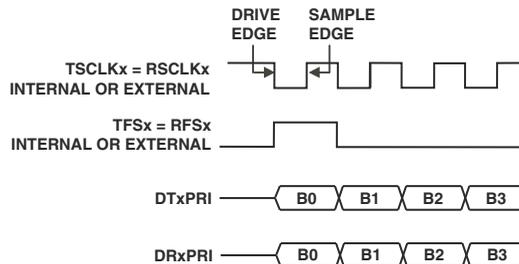 DRIVE EDGE
SAMPLE EDGE
TSCLKx = RSCLKx
INTERNAL OR EXTERNAL
TFSx = RFSx
INTERNAL OR EXTERNAL
DTxPRI B0 B1 B2 B3
DRxPRI B0 B1 B2 B3